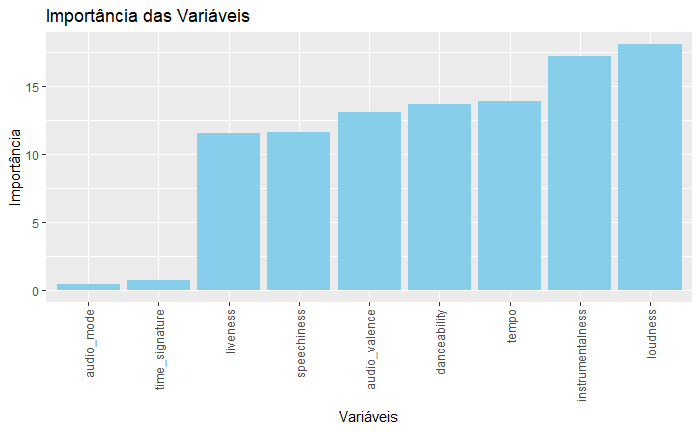 Importância das Variáveis
Importância
15
10
5
0
audio_mode
time_signature
liveness
speechiness
audio_valence
danceability
tempo
instrumentalness
loudness
Variáveis